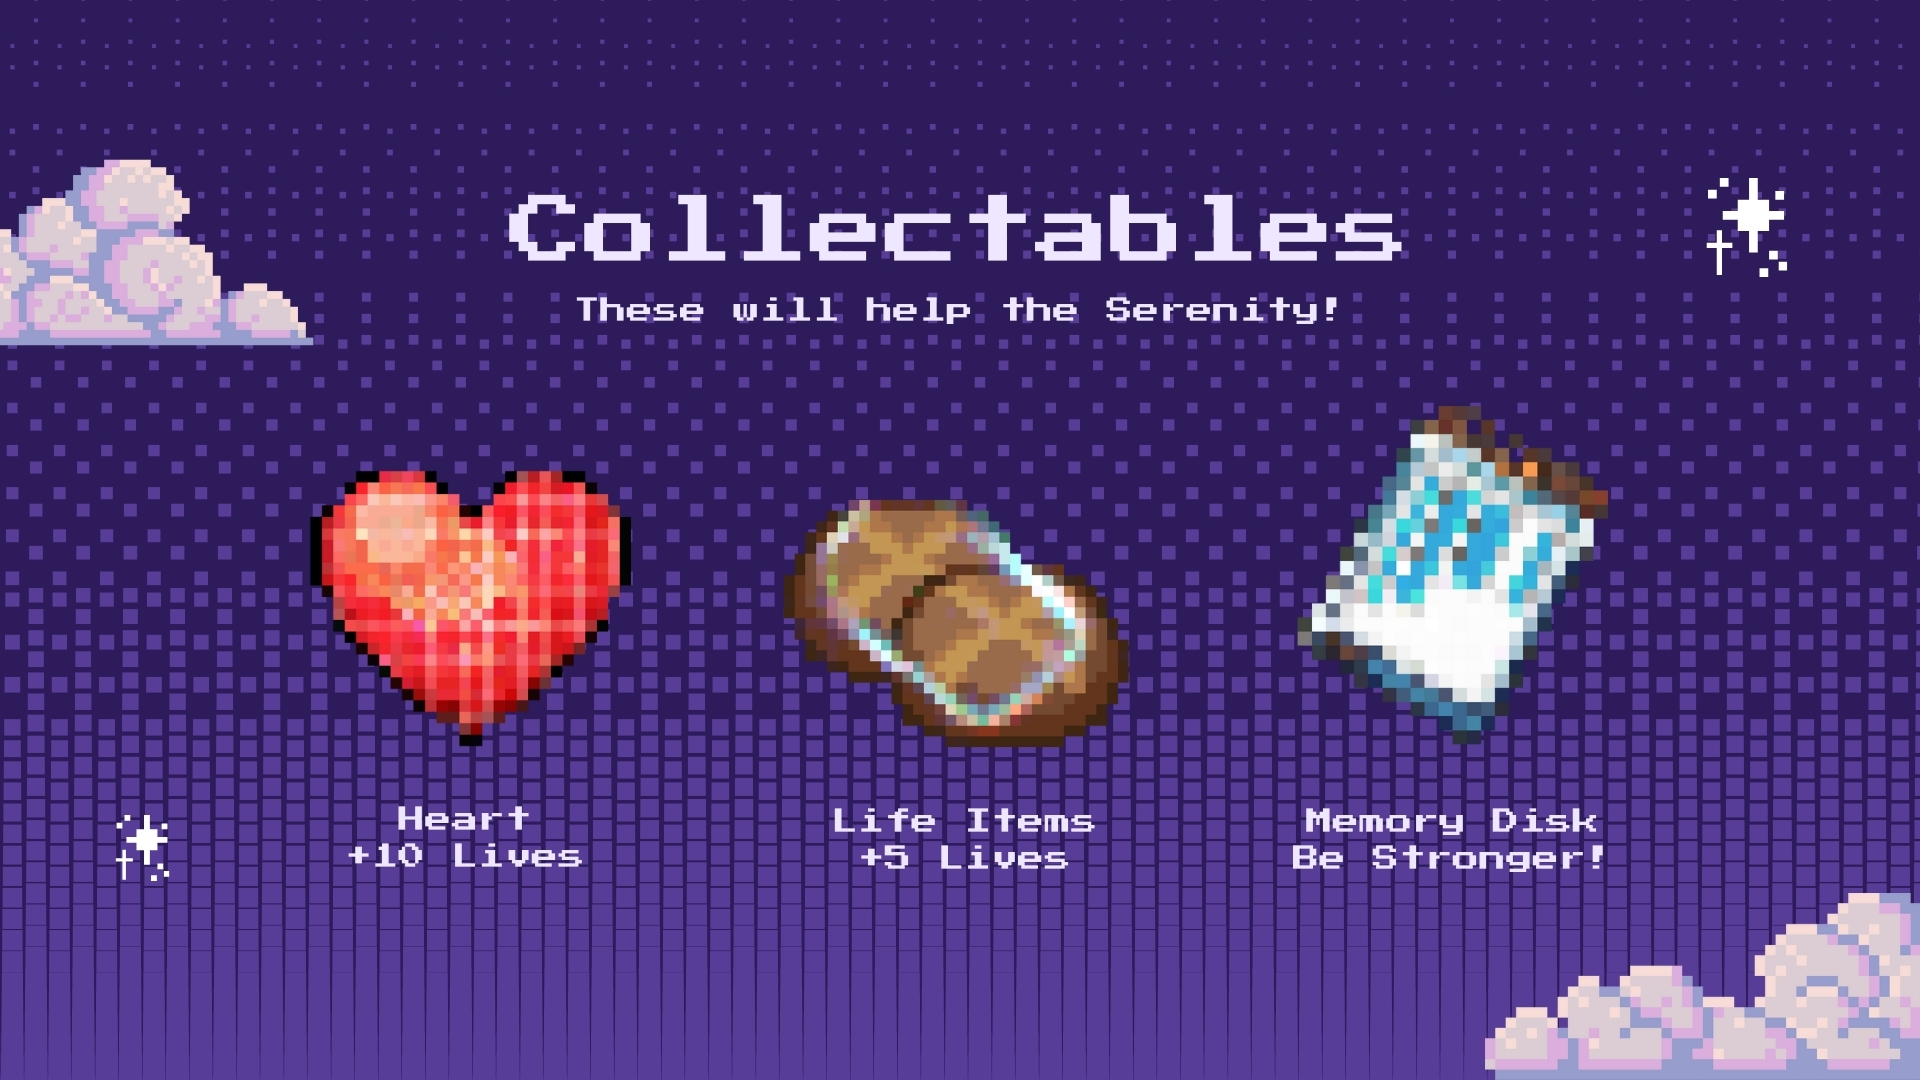 Collectables
These will help the Serenity!
Heart
+10 Lives
Life Items
+5 Lives
Memory Disk
Be Stronger!